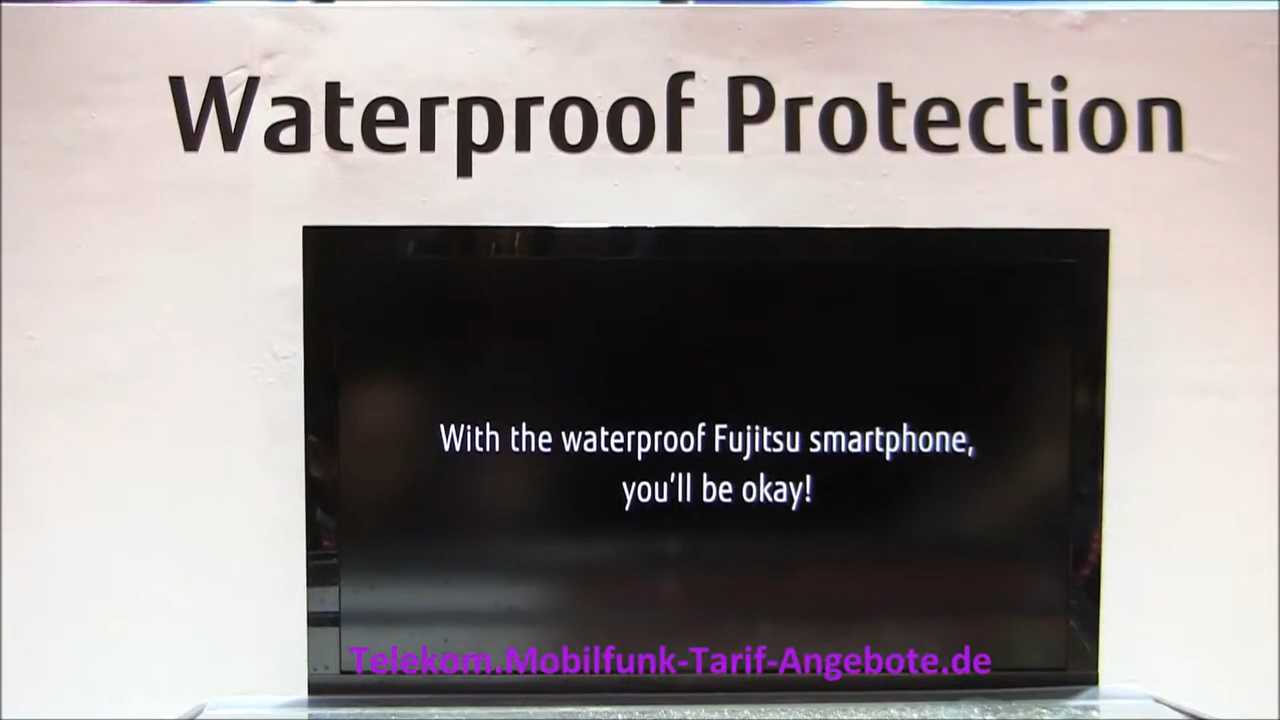 Waterproof Protection
With the waterproof Fujitsu smartphone,
you'll be okay!
Telekom.Mobilfunk-Tarif-Angebote.de